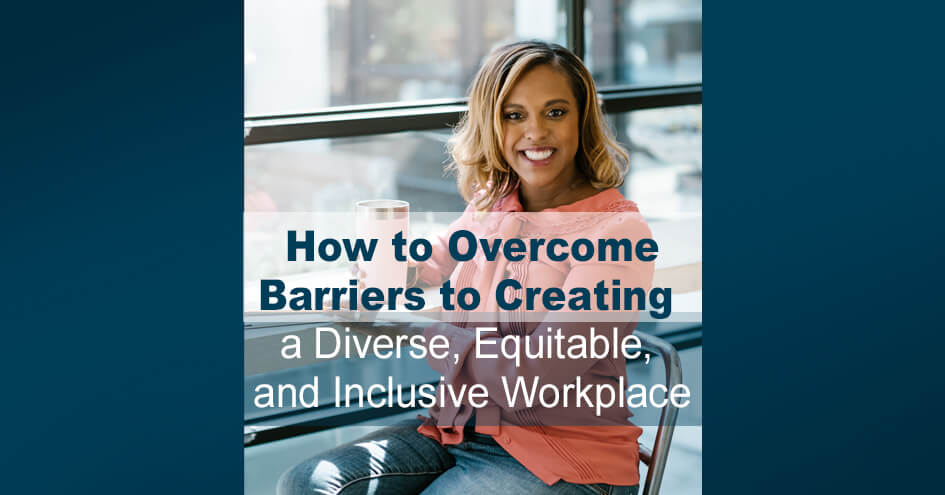 How to Overcome
Barriers to Creating
a Diverse, Equitable,
and Inclusive Workplace